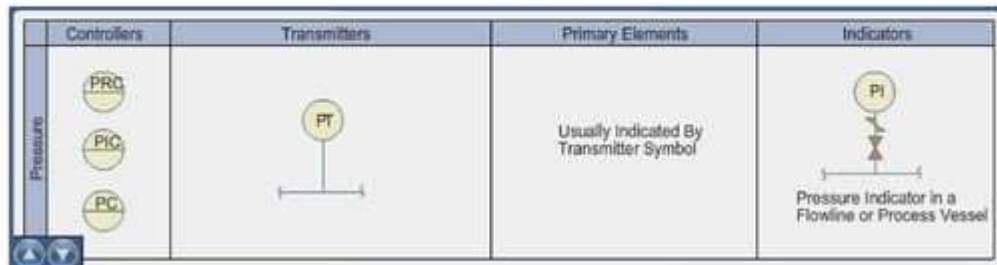 Controllers
Transmitters
Primary Elements
Indicators
Pressure
PRC
PIC
PC
PT
Usually Indicated By
Transmitter Symbol
PI
Pressure Indicator in a
Flowline or Process Vessel